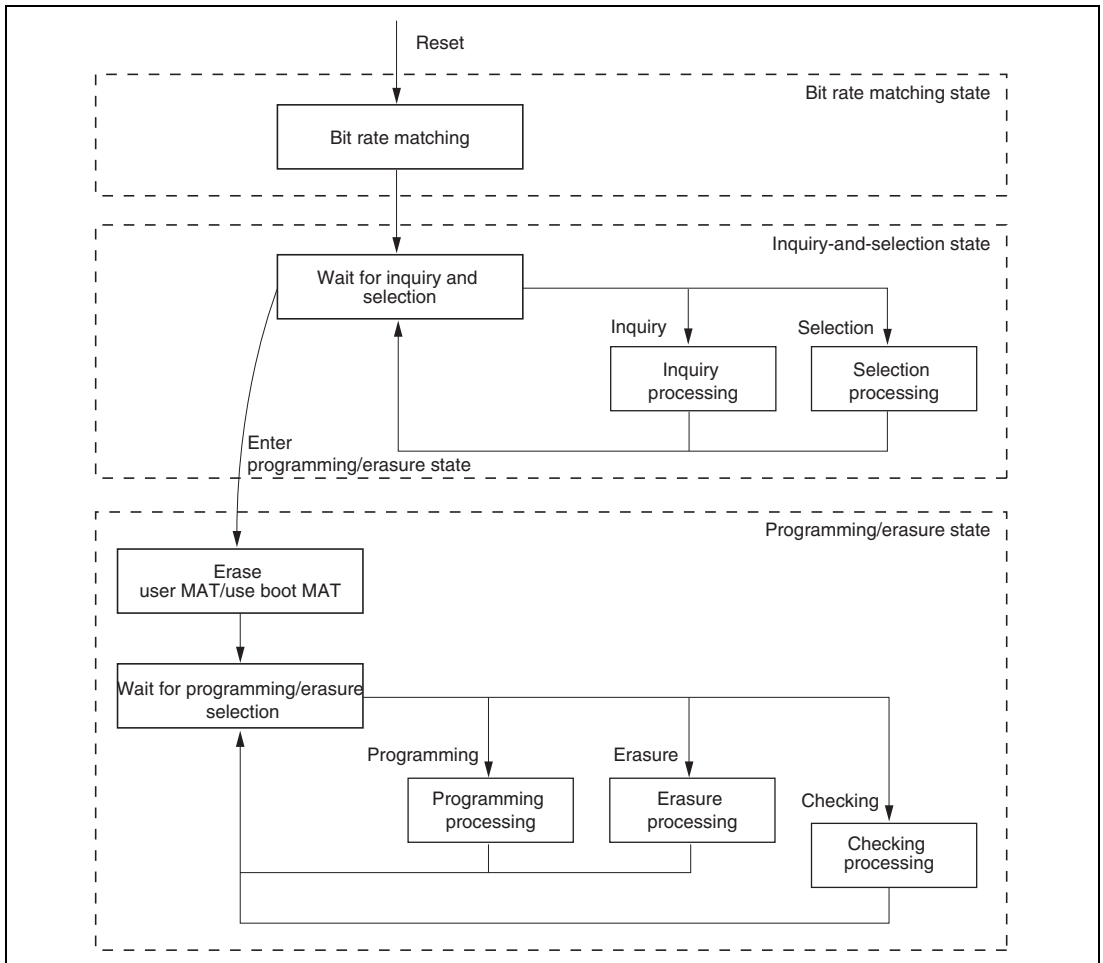 Reset
Bit rate matching state
Bit rate matching
Inquiry-and-selection state
Wait for inquiry and
selection
Inquiry
Selection
Inquiry
processing
Selection
processing
Enter
programming/erasure state
Programming/erasure state
Erase
user MAT/use boot MAT
Wait for programming/erasure
selection
Programming
Erasure
Checking
Programming
processing
Erasure
processing
Checking
processing